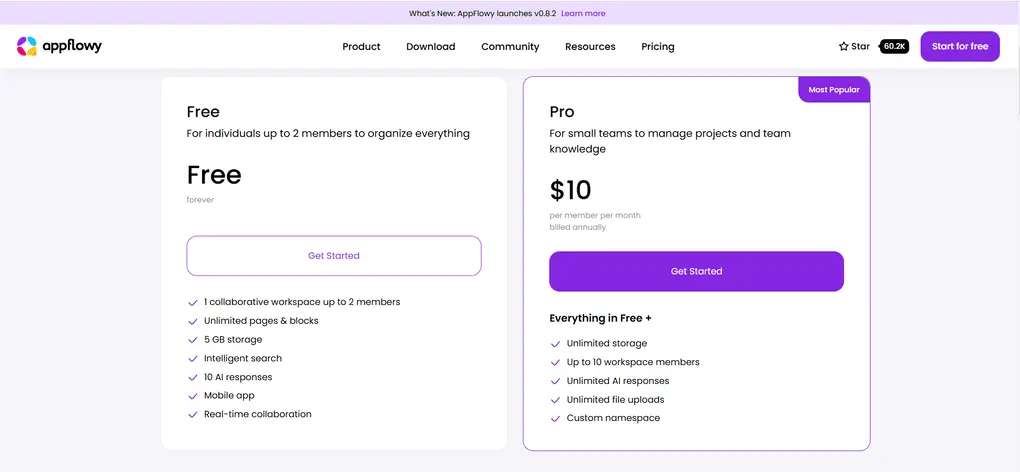 What's New: AppFlowy launches v0.8.2 Learn more
appflowy
Product Download Community Resources Pricing
Star 60.2K Start for free
Free
For individuals up to 2 members to organize everything
Free
forever
Get Started
1 collaborative workspace up to 2 members
Unlimited pages & blocks
5 GB storage
Intelligent search
10 AI responses
Mobile app
Real-time collaboration
Most Popular
Pro
For small teams to manage projects and team
knowledge
$10
per member per month
billed annually
Get Started
Everything in Free +
Unlimited storage
Up to 10 workspace members
Unlimited AI responses
Unlimited file uploads
Custom namespace